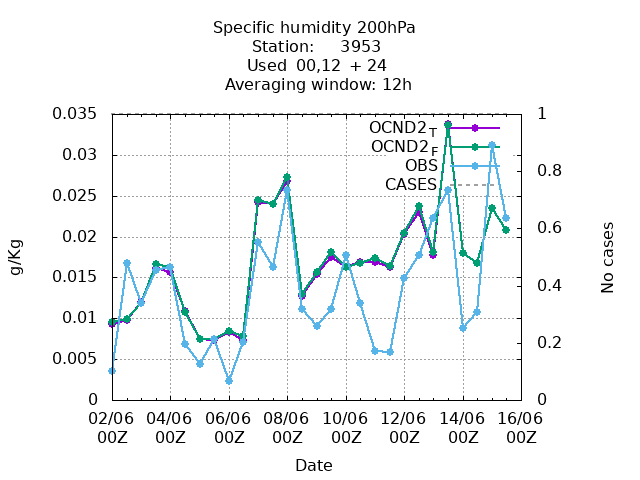 Specific humidity 200hPa
Station: 3953
Used 00,12 + 24
Averaging window: 12h
OCND2 T
OCND2 F
OBS
CASES
0.035
0.03
0.025
0.02
0.015
0.01
0.005
0
1
0.8
0.6
0.4
0.2
0
g/Kg
No cases
02/06 04/06 06/06 08/06 10/06 12/06 14/06 16/06
00Z 00Z 00Z 00Z 00Z 00Z 00Z 00Z
Date